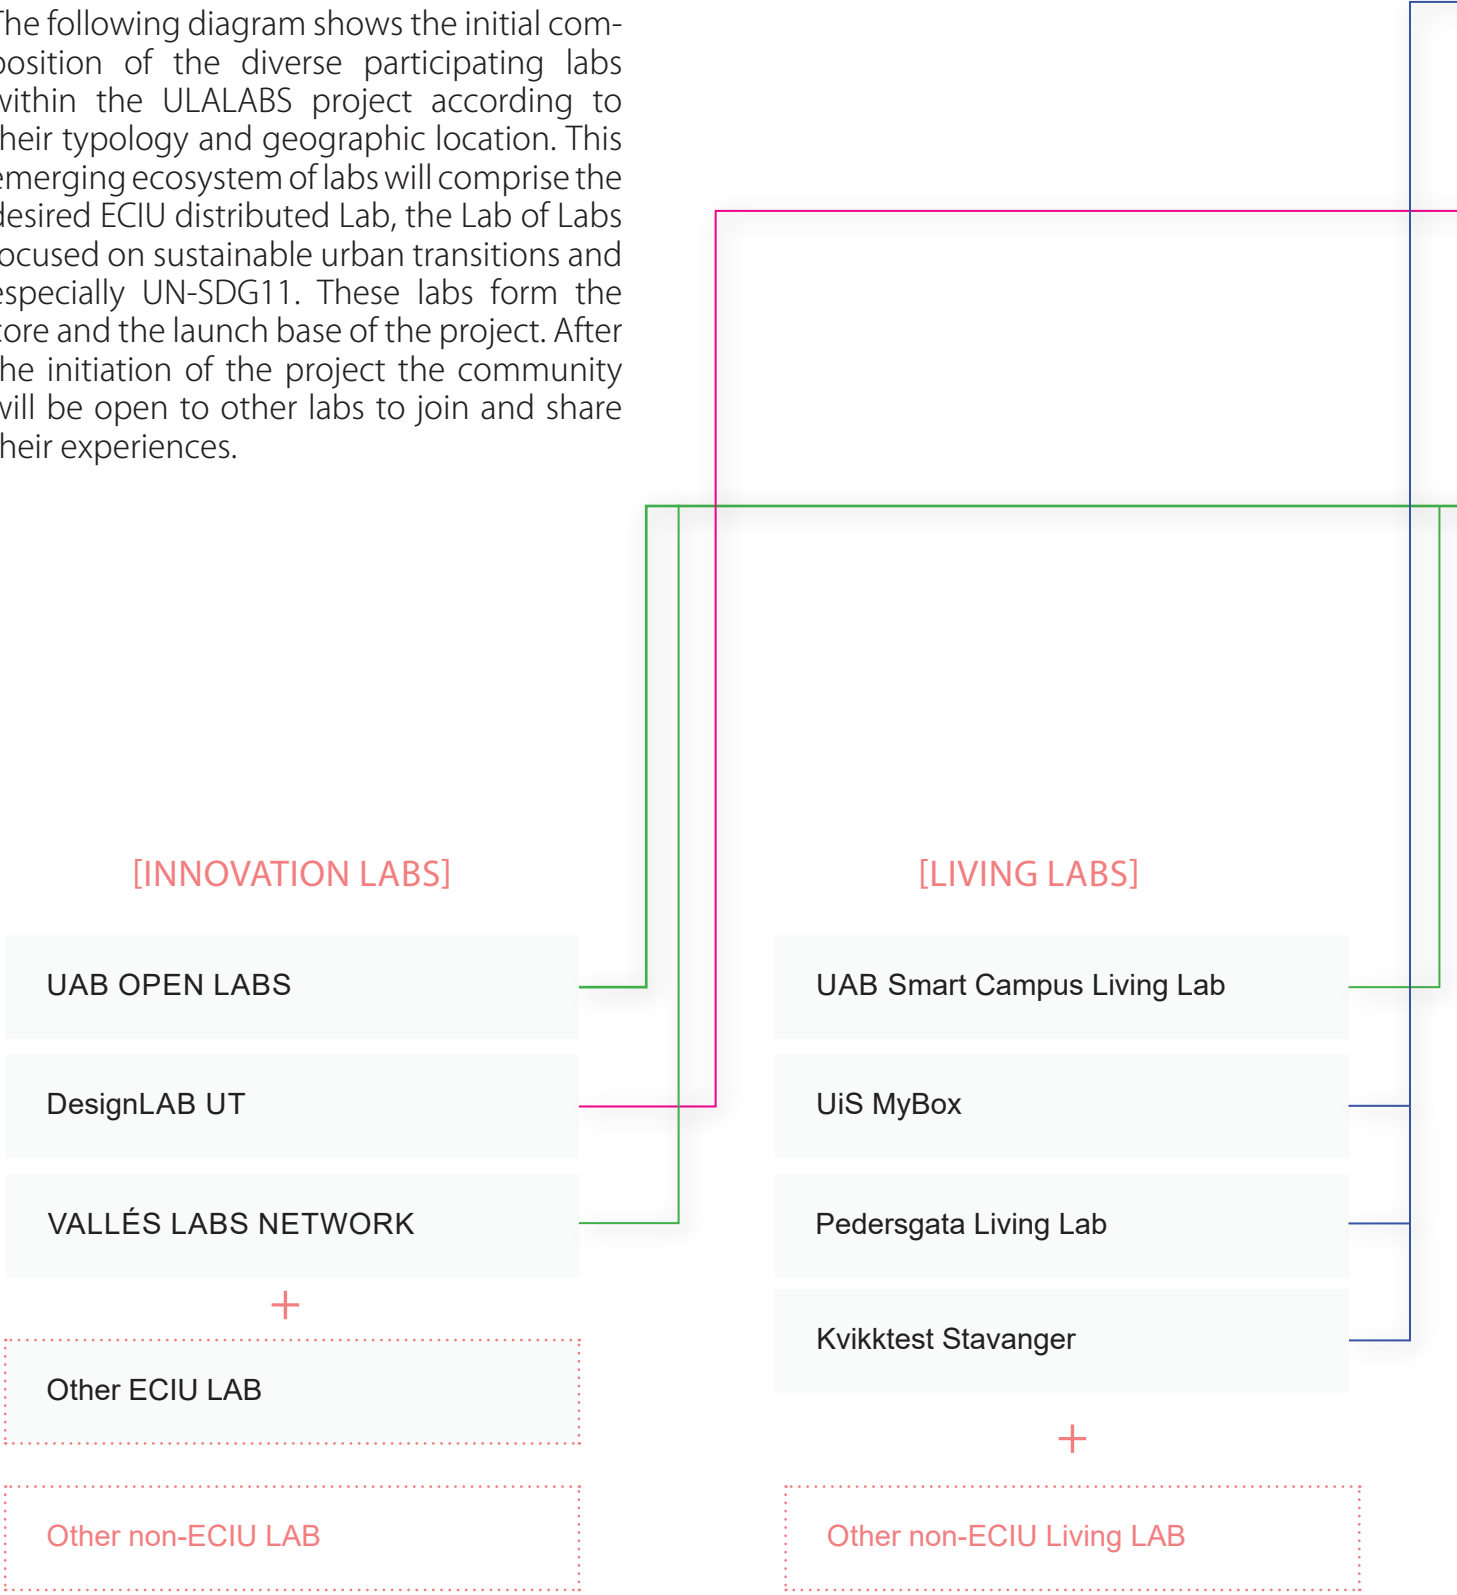 The following diagram shows the initial com-
position of the diverse participating labs
within the ULALABS project according to
their typology and geographic location. This
emerging ecosystem of labs will comprise the
desired ECIU distributed Lab, the Lab of Labs
focused on sustainable urban transitions and
especially UN-SDG11. These labs form the
core and the launch base of the project. After
the initiation of the project the community
will be open to other labs to join and share
their experiences.
[INNOVATION LABS]
UAB OPEN LABS
DesignLAB UT
VALLÉS LABS NETWORK
+
Other ECIU LAB
Other non-ECIU LAB
[LIVING LABS]
UAB Smart Campus Living Lab
UiS MyBox
Pedersgata Living Lab
Kvikktest Stavanger
+
Other non-ECIU Living LAB